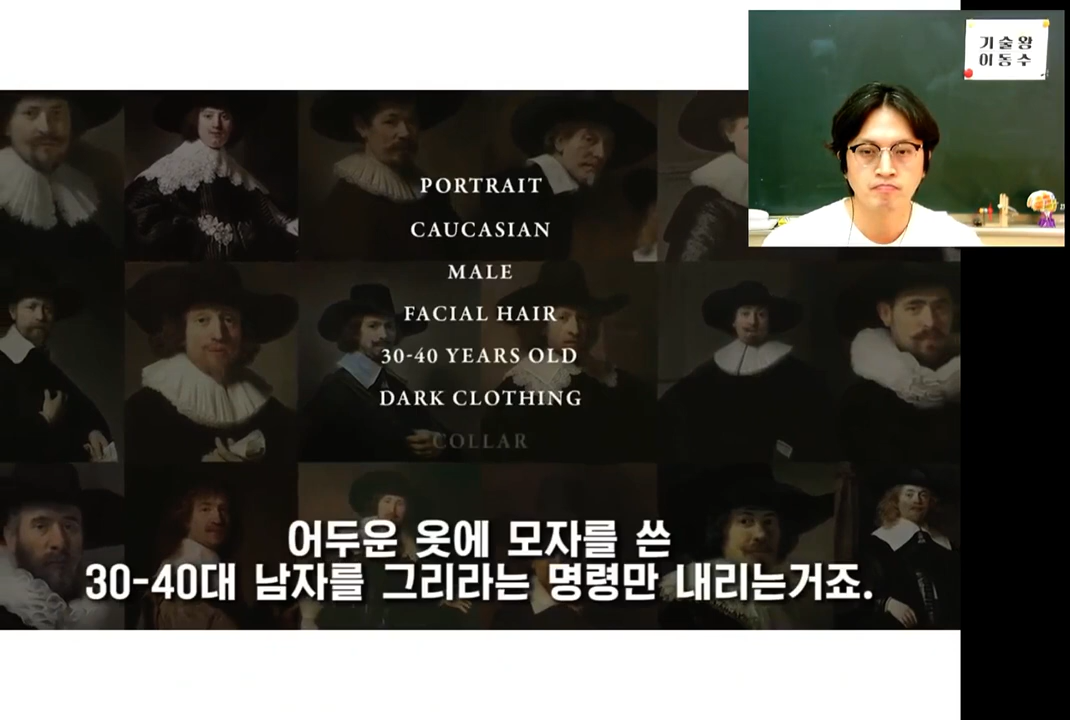 기술왕
이동수
PORTRAIT
CAUCASIAN
MALE
FACIAL HAIR
30-40 YEARS OLD
DARK CLOTHING
COLLAR
어두운 옷에 모자를 쓴
30-40대 남자를 그리라는 명령만 내리는거죠.